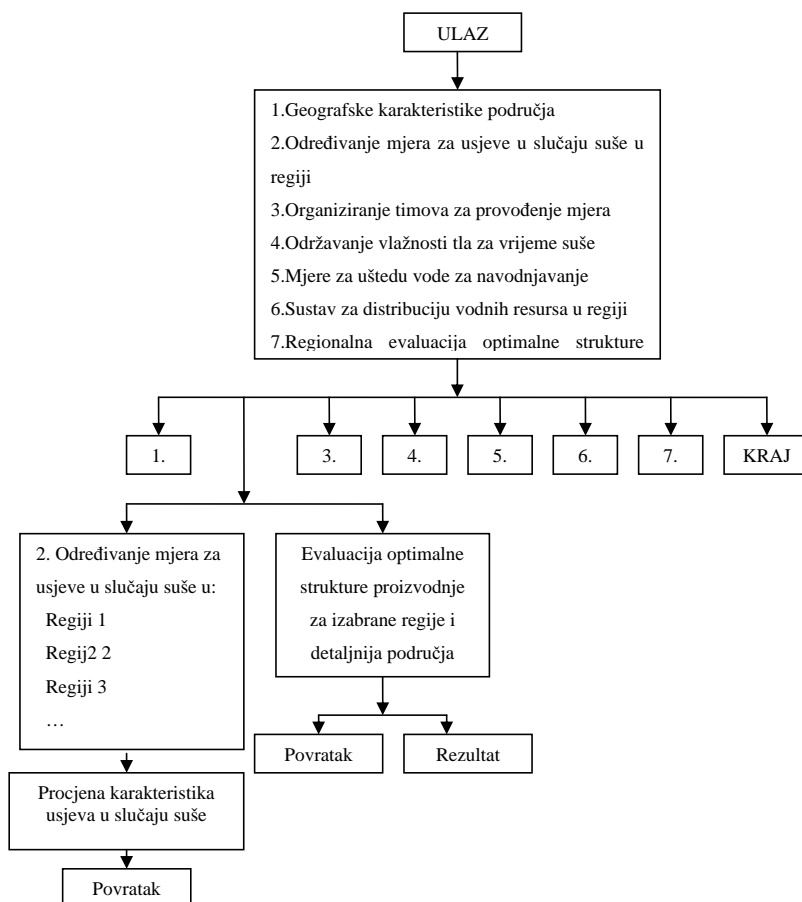 ULAZ
1.Geografske karakteristike područja
2.Određivanje mjera za usjeve u slučaju suše u
regiji
3.Organiziranje timova za provođenje mjera
4.Održavanje vlažnosti tla za vrijeme suše
5.Mjere za uštedu vode za navodnjavanje
6.Sustav za distribuciju vodnih resursa u regiji
7.Regionalna evaluacija optimalne strukture
1.
3.
4.
5.
6.
7.
KRAJ
2. Određivanje mjera za
usjeve u slučaju suše u:
Regiji 1
Regij2 2
Regiji 3
…
Evaluacija optimalne
strukture proizvodnje
za izabrane regije i
detaljnija područja
Povratak
Rezultat
Procjena karakteristika
usjeva u slučaju suše
Povratak